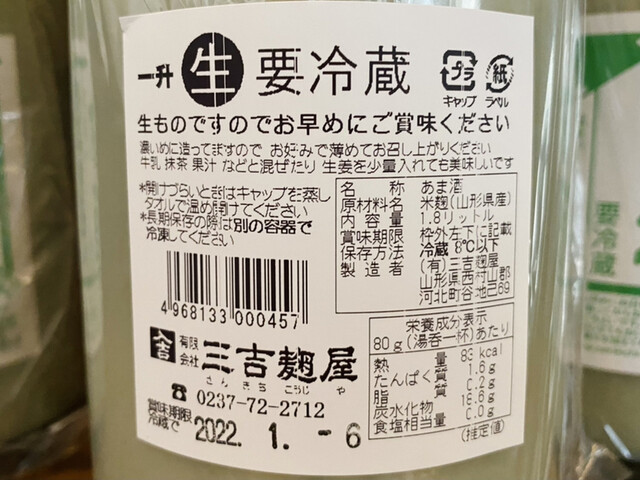 一升 生 要冷蔵
プラ
キャップ
紙
ラベル
生ものですのでお早めにご賞味ください
濃いめに造ってますので お好みで薄めてお召し上がりください
牛乳 抹茶 果汁 などと混ぜたり 生姜を少量入れても美味しいです
*開けづらいときはキャップを蒸し
タオルで温め開けてください
*長期保存の際は別の容器で
冷凍してください
名称 あま酒
原材料名 米麹(山形県産)
内容量 1.8リットル
賞味期限 枠外左下に記載
保存方法 冷蔵 8℃以下
製造者 (有)三吉麹屋
山形県西村山郡
河北町谷地己69
4968133000457
入吉
有限会社 三吉麹屋
さんきちこうじや
☎ 0237-72-2712
賞味期限
冷蔵で 2022. 1. -6
栄養成分表示
80g(湯呑一杯)あたり
熱量 83kcal
たんぱく質 1.6g
脂質 0.2g
炭水化物 18.6g
食塩相当量 0.0g
(推定値)
要冷蔵